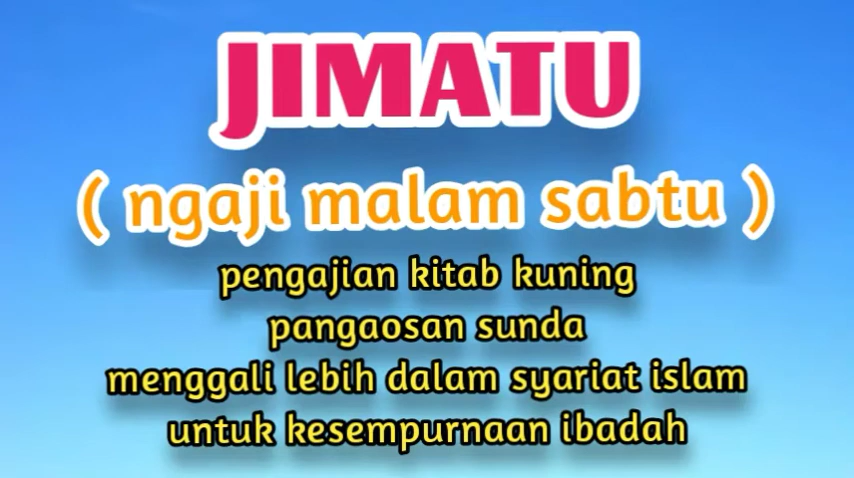 JIMATU
( ngaji malam sabtu )
pengajian kitab kuning
pangaosan sunda
menggali lebih dalam syariat islam
untuk kesempurnaan ibadah